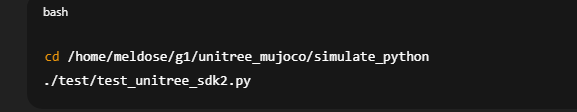 bash
cd /home/meldose/g1/unitree_mujoco/simulate_python
./test/test_unitree_sdk2.py